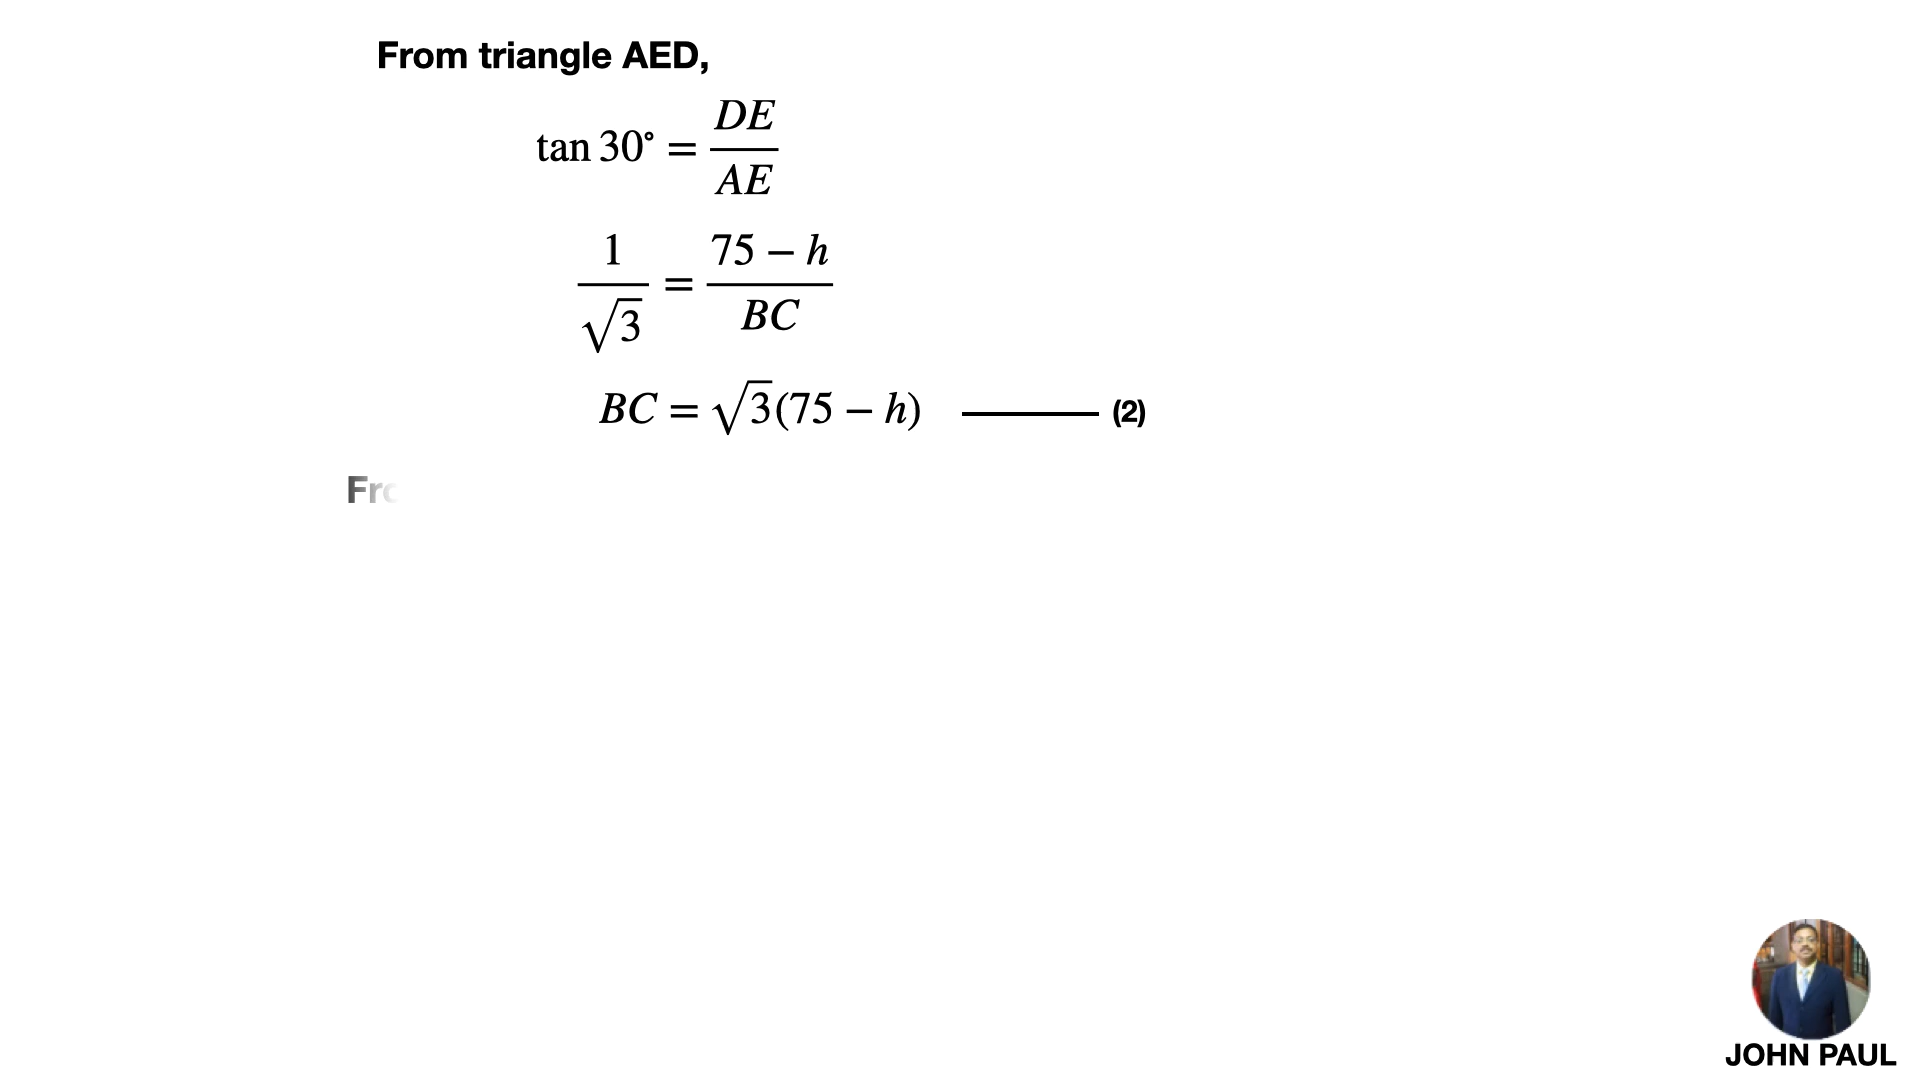 From triangle AED,
tan 30° = DE/AE
1/√3 = (75 − h)/BC
BC = √3(75 − h) ——— (2)
JOHN PAUL